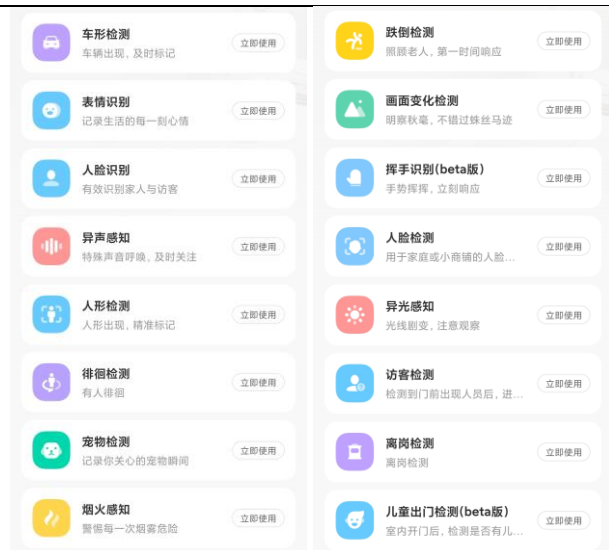 车形检测
车辆出现，及时标记
立即使用
表情识别
记录生活的每一刻心情
立即使用
人脸识别
有效识别家人与访客
立即使用
异声感知
特殊声音呼唤，及时关注
立即使用
人形检测
人形出现，精准标记
立即使用
徘徊检测
有人徘徊
立即使用
宠物检测
记录你关心的宠物瞬间
立即使用
烟火感知
警惕每一次烟雾危险
立即使用
跌倒检测
照顾老人，第一时间响应
立即使用
画面变化检测
明察秋毫，不错过蛛丝马迹
立即使用
挥手识别(beta版)
手势挥挥，立刻响应
立即使用
人脸检测
用于家庭或小商铺的人脸...
立即使用
异光感知
光线剧变，注意观察
立即使用
访客检测
检测到门前出现人员后，进...
立即使用
离岗检测
离岗检测
立即使用
儿童出门检测(beta版)
室内开门后，检测是否有儿...
立即使用